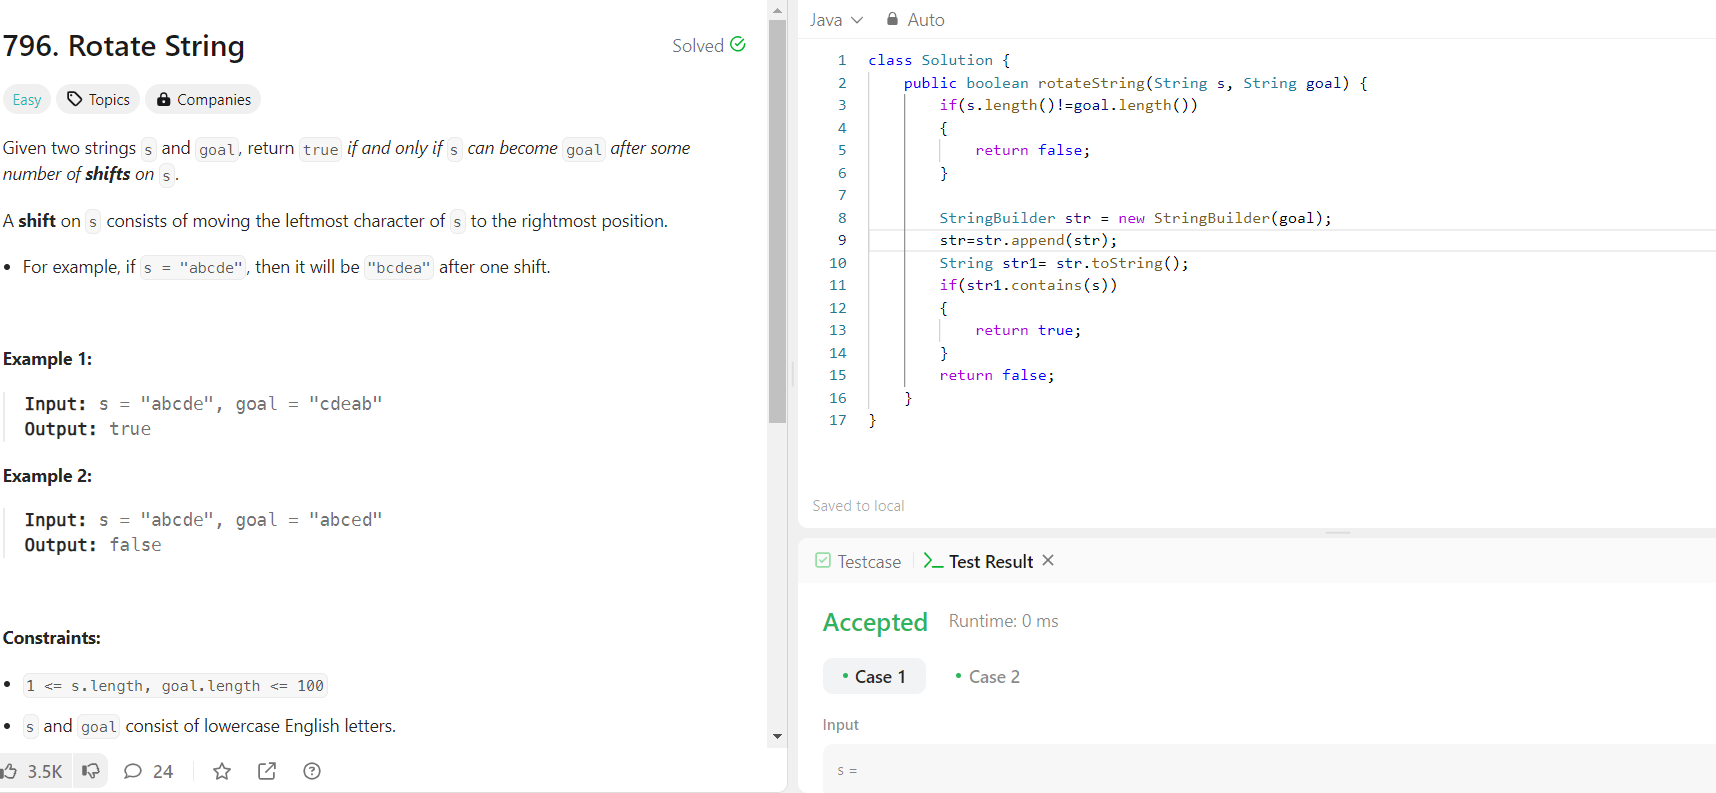 796. Rotate String
Solved
Easy
Topics
Companies
Given two strings s and goal, return true if and only if s can become goal after some
number of shifts on s.
A shift on s consists of moving the leftmost character of s to the rightmost position.
• For example, if s = "abcde", then it will be "bcdea" after one shift.
Example 1:
Input: s = "abcde", goal = "cdeab"
Output: true
Example 2:
Input: s = "abcde", goal = "abced"
Output: false
Constraints:
• 1 <= s.length, goal.length <= 100
• s and goal consist of lowercase English letters.
3.5K
24
Java
Auto
1 class Solution {
2     public boolean rotateString(String s, String goal) {
3         if(s.length()!=goal.length())
4         {
5             return false;
6         }
7
8         StringBuilder str = new StringBuilder(goal);
9         str=str.append(str);
10         String str1= str.toString();
11         if(str1.contains(s))
12         {
13             return true;
14         }
15         return false;
16     }
17 }
Saved to local
Testcase
Test Result
Accepted
Runtime: 0 ms
• Case 1
• Case 2
Input
s =